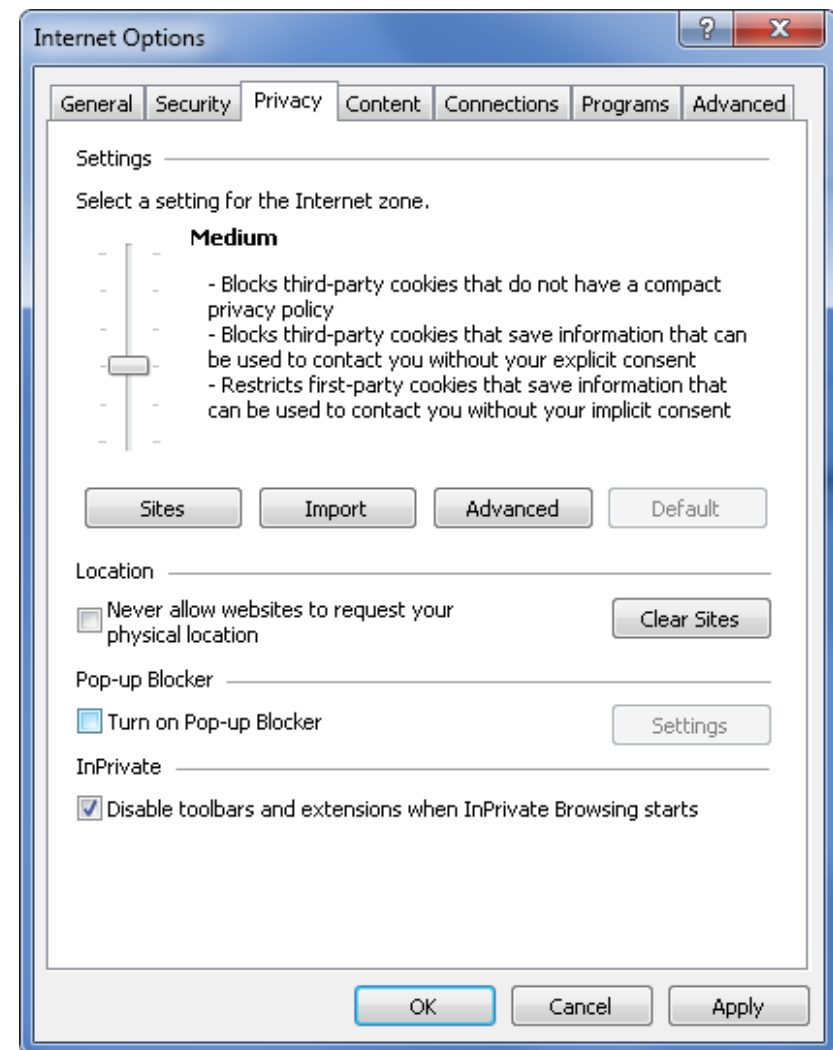 Internet Options
General Security Privacy Content Connections Programs Advanced
Settings
Select a setting for the Internet zone.
Medium
- Blocks third-party cookies that do not have a compact
privacy policy
- Blocks third-party cookies that save information that can
be used to contact you without your explicit consent
- Restricts first-party cookies that save information that
can be used to contact you without your implicit consent
Sites Import Advanced Default
Location
Never allow websites to request your
physical location
Clear Sites
Pop-up Blocker
Turn on Pop-up Blocker Settings
InPrivate
Disable toolbars and extensions when InPrivate Browsing starts
OK Cancel Apply